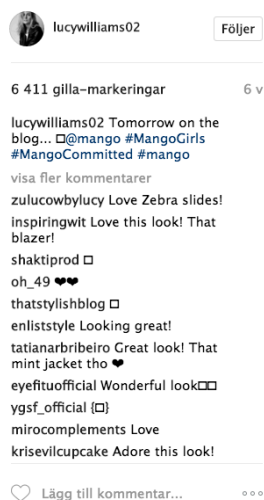 lucywilliams02
Följer
6 411 gilla-markeringar
6 v
lucywilliams02 Tomorrow on the
blog... □@mango #MangoGirls
#MangoCommitted #mango
visa fler kommentarer
zulucowbylucy Love Zebra slides!
inspiringwit Love this look! That
blazer!
shaktiprod □
oh_49 ❤❤
thatstylishblog □
enliststyle Looking great!
tatianarbribeiro Great look! That
mint jacket tho ❤
eyefituofficial Wonderful look□□
ygsf_official {□}
mirocomplements Love
krisevilcupcake Adore this look!
Lägg till kommentar...